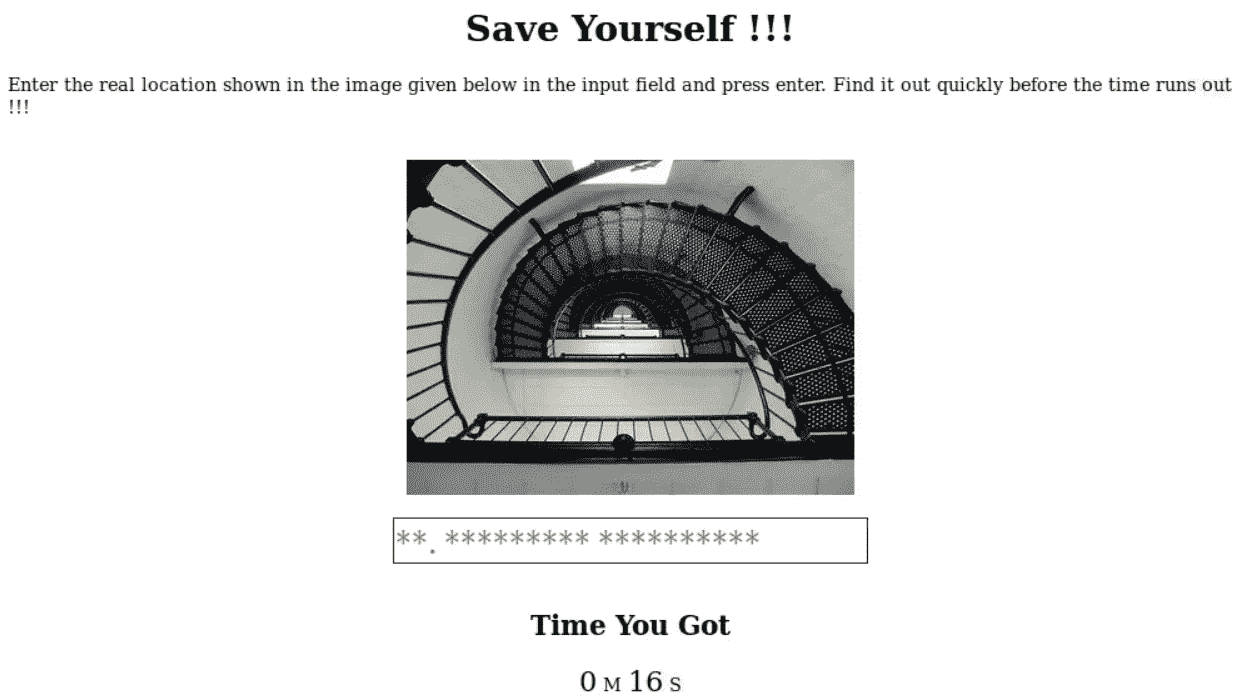 Save Yourself !!!
Enter the real location shown in the image given below in the input field and press enter. Find it out quickly before the time runs out
!!!
**. ********* **********
Time You Got
0 M 16 S